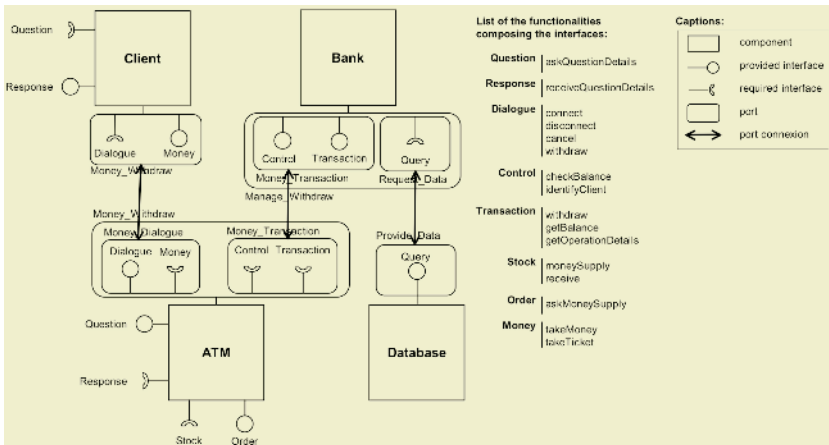 Question
Client
Response
Dialogue Money
Money_Witdraw
Bank
Control Transaction
Query
Money_Transaction
Request_Data
Manage_Withdraw
Money_Withdraw
Money_Dialogue
Dialogue Money
Money_Transaction
Control Transaction
Provide_Data
Query
Question
ATM
Response
Stock
Order
Database
List of the functionalities
composing the interfaces:
Question askQuestionDetails
Response receiveQuestionDetails
Dialogue connect
disconnect
cancel
withdraw
Control checkBalance
identifyClient
Transaction withdraw
getBalance
getOperationDetails
Stock moneySupply
receive
Order askMoneySupply
Money takeMoney
takeTicket
Captions:
component
provided interface
required interface
port
port connexion